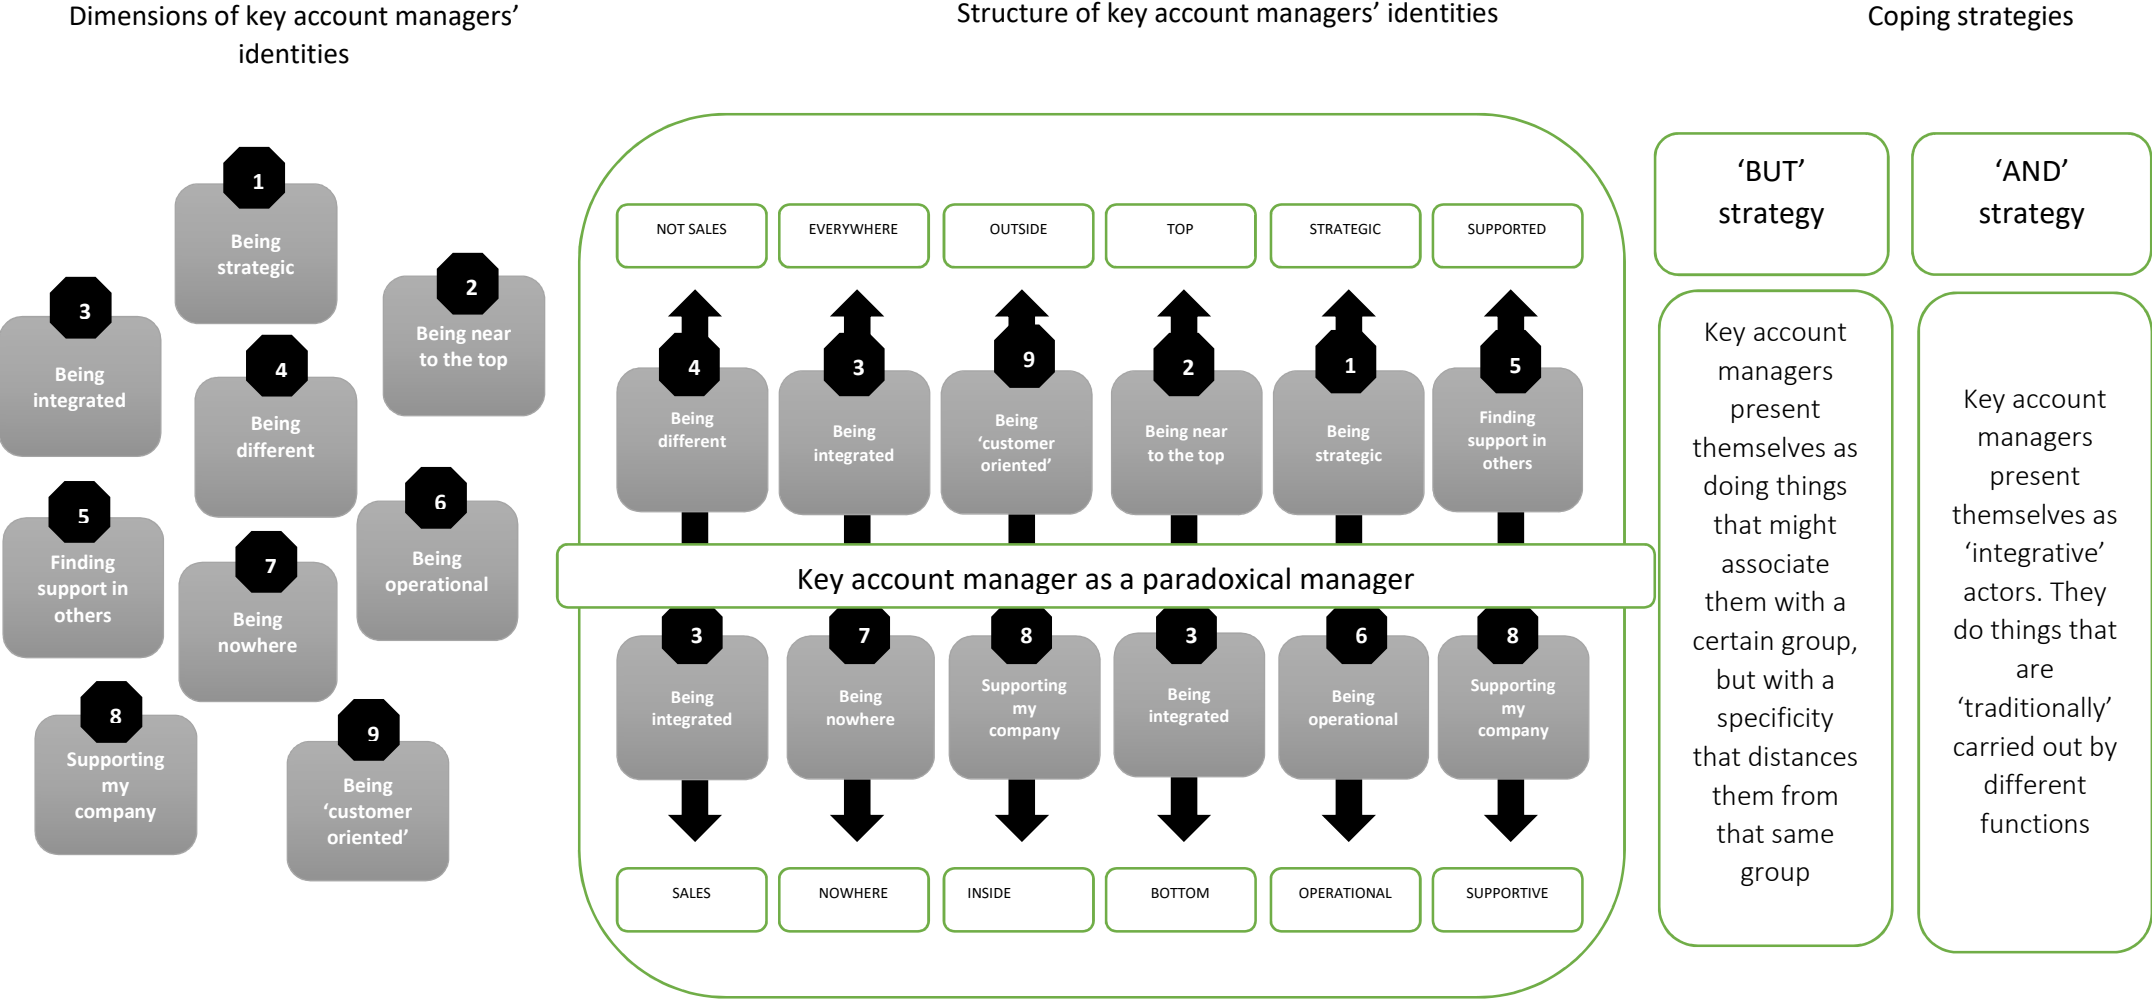 Dimensions of key account managers’
identities
Structure of key account managers’ identities
Coping strategies
1
Being
strategic
2
Being near
to the top
3
Being
integrated
4
Being
different
5
Finding
support in
others
6
Being
operational
7
Being
nowhere
8
Supporting
my
company
9
Being
‘customer
oriented’
NOT SALES
EVERYWHERE
OUTSIDE
TOP
STRATEGIC
SUPPORTED
4
Being
different
3
Being
integrated
9
Being
‘customer
oriented’
2
Being near
to the top
1
Being
strategic
5
Finding
support in
others
Key account manager as a paradoxical manager
3
Being
integrated
7
Being
nowhere
8
Supporting
my
company
3
Being
integrated
6
Being
operational
8
Supporting
my
company
SALES
NOWHERE
INSIDE
BOTTOM
OPERATIONAL
SUPPORTIVE
‘BUT’
strategy
Key account
managers
present
themselves as
doing things
that might
associate
them with a
certain group,
but with a
specificity
that distances
them from
that same
group
‘AND’
strategy
Key account
managers
present
themselves as
‘integrative’
actors. They
do things that
are
‘traditionally’
carried out by
different
functions